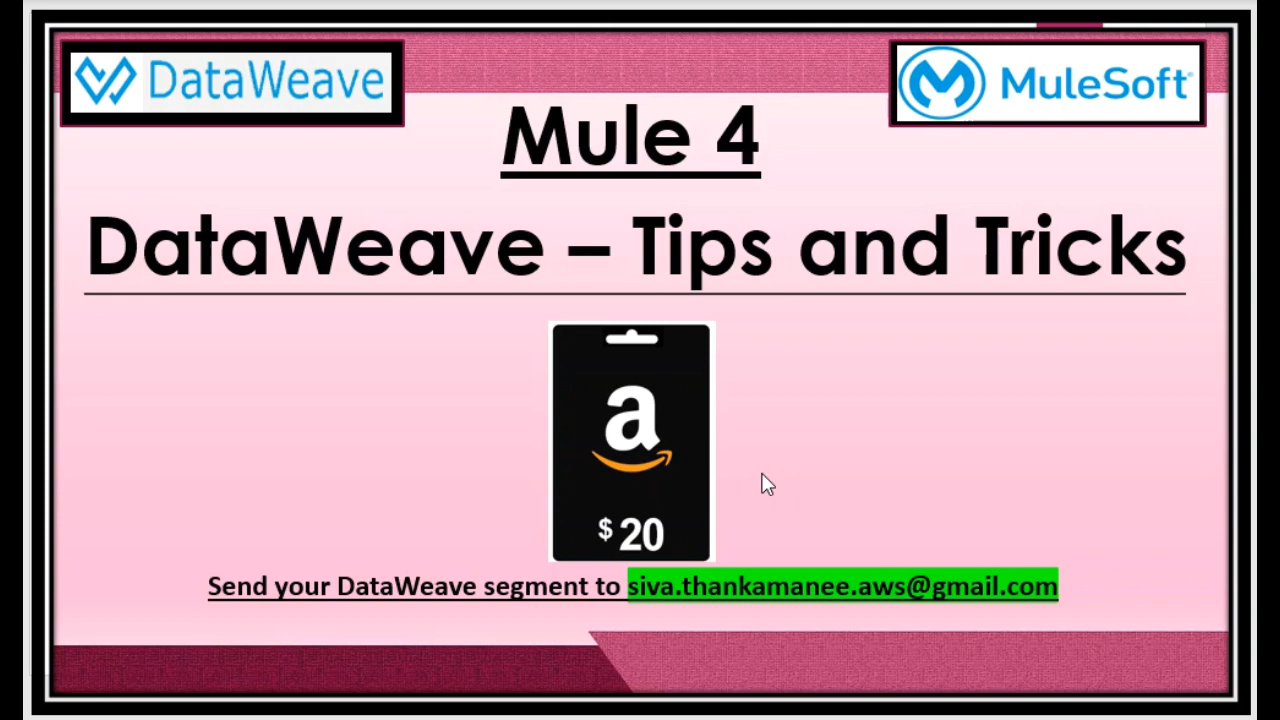 DataWeave
MuleSoft
Mule 4
DataWeave – Tips and Tricks
a
$ 20
Send your DataWeave segment to siva.thankamanee.aws@gmail.com